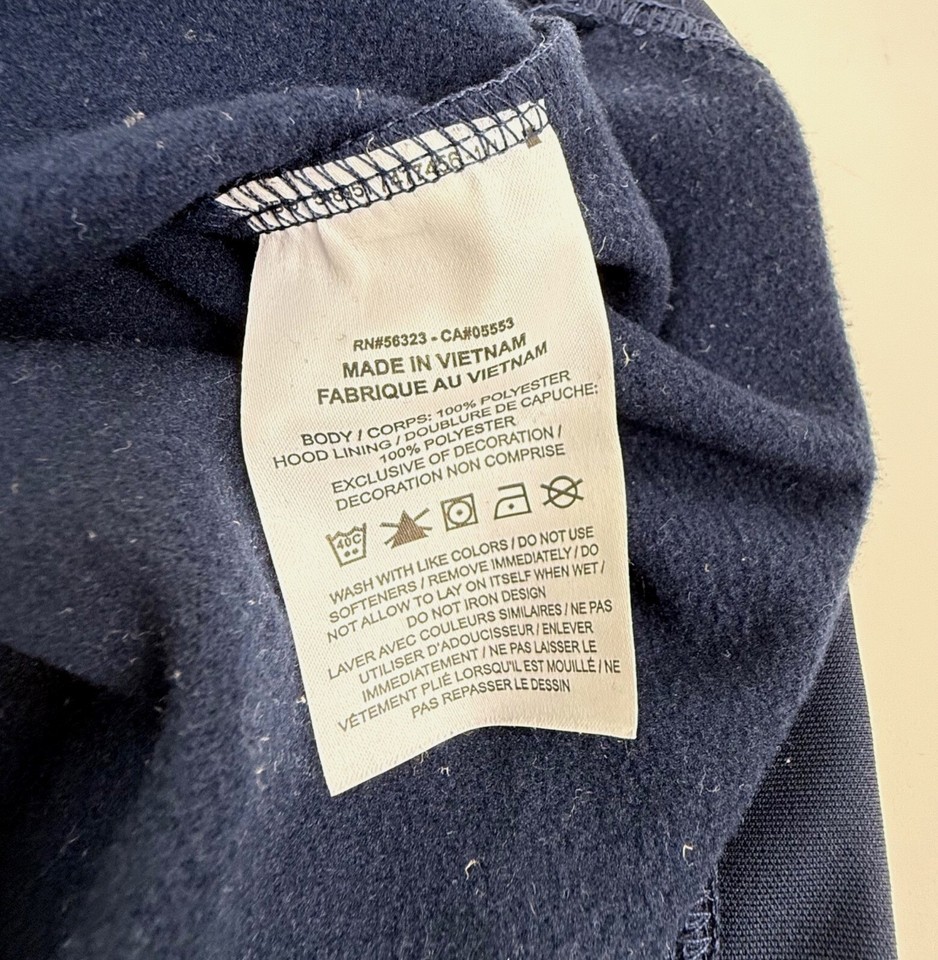 RN#56323 - CA#05553
MADE IN VIETNAM
FABRIQUE AU VIETNAM
BODY / CORPS: 100% POLYESTER
HOOD LINING / DOUBLURE DE CAPUCHE:
100% POLYESTER
EXCLUSIVE OF DECORATION /
DECORATION NON COMPRISE
40C
WASH WITH LIKE COLORS / DO NOT USE
SOFTENERS / REMOVE IMMEDIATELY / DO
NOT ALLOW TO LAY ON ITSELF WHEN WET /
DO NOT IRON DESIGN
LAVER AVEC COULEURS SIMILAIRES / NE PAS
UTILISER D'ADOUCISSEUR / ENLEVER
IMMEDIATEMENT / NE PAS LAISSER LE
VÊTEMENT PLIÉ LORSQU'IL EST MOUILLÉ / NE
PAS REPASSER LE DESSIN